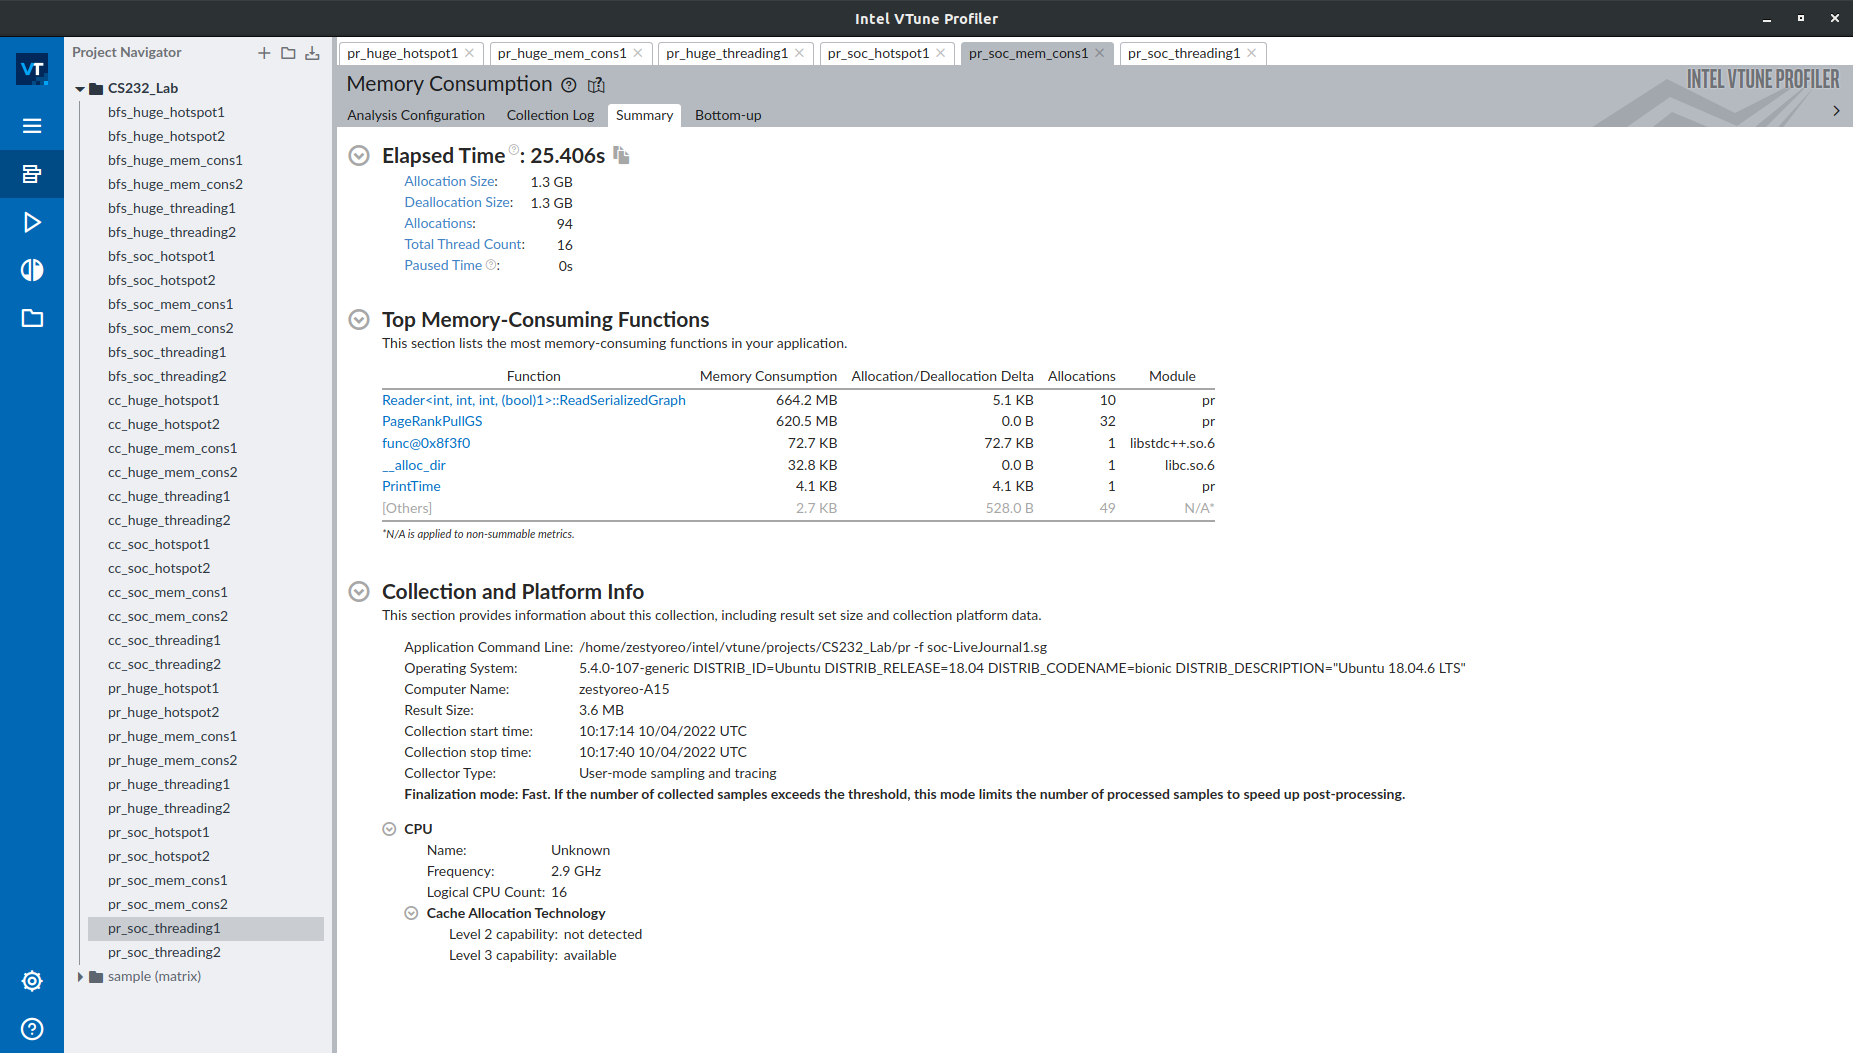 Intel VTune Profiler
VT
Project Navigator
CS232_Lab
bfs_huge_hotspot1
bfs_huge_hotspot2
bfs_huge_mem_cons1
bfs_huge_mem_cons2
bfs_huge_threading1
bfs_huge_threading2
bfs_soc_hotspot1
bfs_soc_hotspot2
bfs_soc_mem_cons1
bfs_soc_mem_cons2
bfs_soc_threading1
bfs_soc_threading2
cc_huge_hotspot1
cc_huge_hotspot2
cc_huge_mem_cons1
cc_huge_mem_cons2
cc_huge_threading1
cc_huge_threading2
cc_soc_hotspot1
cc_soc_hotspot2
cc_soc_mem_cons1
cc_soc_mem_cons2
cc_soc_threading1
cc_soc_threading2
pr_huge_hotspot1
pr_huge_hotspot2
pr_huge_mem_cons1
pr_huge_mem_cons2
pr_huge_threading1
pr_huge_threading2
pr_soc_hotspot1
pr_soc_hotspot2
pr_soc_mem_cons1
pr_soc_mem_cons2
pr_soc_threading1
pr_soc_threading2
sample (matrix)
pr_huge_hotspot1 pr_huge_mem_cons1 pr_huge_threading1 pr_soc_hotspot1 pr_soc_mem_cons1 pr_soc_threading1
Memory Consumption
INTEL VTUNE PROFILER
Analysis Configuration Collection Log Summary Bottom-up
Elapsed Time: 25.406s
Allocation Size: 1.3 GB
Deallocation Size: 1.3 GB
Allocations: 94
Total Thread Count: 16
Paused Time: 0s
Top Memory-Consuming Functions
This section lists the most memory-consuming functions in your application.
Function Memory Consumption Allocation/Deallocation Delta Allocations Module
Reader<int, int, int, (bool)1>::ReadSerializedGraph 664.2 MB 5.1 KB 10 pr
PageRankPullGS 620.5 MB 0.0 B 32 pr
func@0x8f3f0 72.7 KB 72.7 KB 1 libstdc++.so.6
__alloc_dir 32.8 KB 0.0 B 1 libc.so.6
PrintTime 4.1 KB 4.1 KB 1 pr
[Others] 2.7 KB 528.0 B 49 N/A*
*N/A is applied to non-summable metrics.
Collection and Platform Info
This section provides information about this collection, including result set size and collection platform data.
Application Command Line: /home/zestyoreo/intel/vtune/projects/CS232_Lab/pr -f soc-LiveJournal1.sg
Operating System: 5.4.0-107-generic DISTRIB_ID=Ubuntu DISTRIB_RELEASE=18.04 DISTRIB_CODENAME=bionic DISTRIB_DESCRIPTION="Ubuntu 18.04.6 LTS"
Computer Name: zestyoreo-A15
Result Size: 3.6 MB
Collection start time: 10:17:14 10/04/2022 UTC
Collection stop time: 10:17:40 10/04/2022 UTC
Collector Type: User-mode sampling and tracing
Finalization mode: Fast. If the number of collected samples exceeds the threshold, this mode limits the number of processed samples to speed up post-processing.
CPU
Name: Unknown
Frequency: 2.9 GHz
Logical CPU Count: 16
Cache Allocation Technology
Level 2 capability: not detected
Level 3 capability: available